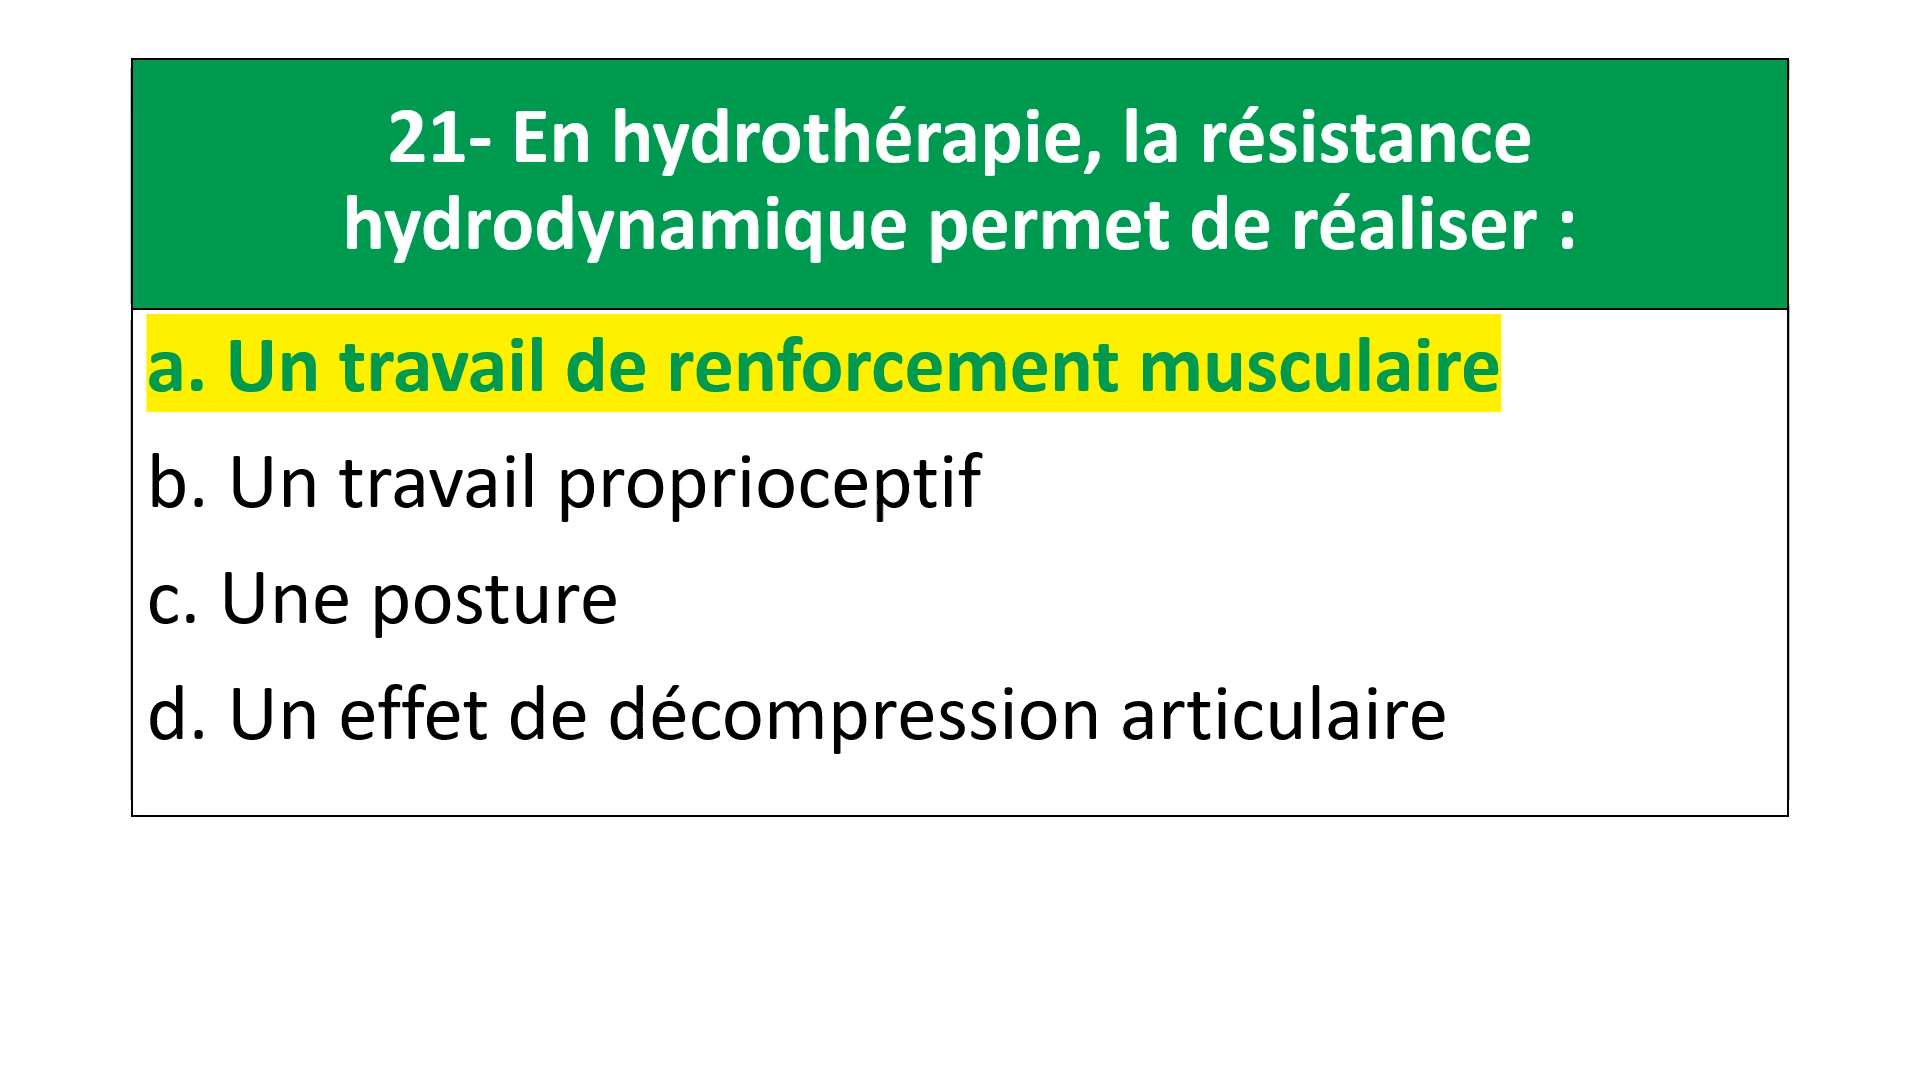 21- En hydrothérapie, la résistance
hydrodynamique permet de réaliser :
a. Un travail de renforcement musculaire
b. Un travail proprioceptif
c. Une posture
d. Un effet de décompression articulaire